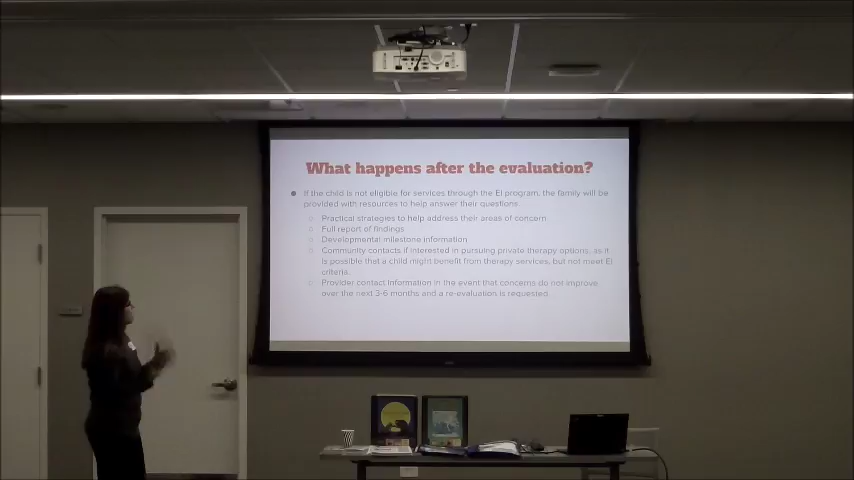 What happens after the evaluation?
If the child is not eligible for services through the EI program, the family will be
provided with resources to help answer their questions.
Practical strategies to help address their areas of concern
Full report of findings
Developmental milestone information
Community contacts if interested in pursuing private therapy options, as it
is possible that a child might benefit from therapy services, but not meet EI
criteria.
Provider contact information in the event that concerns do not improve
over the next 3-6 months and a re-evaluation is requested.